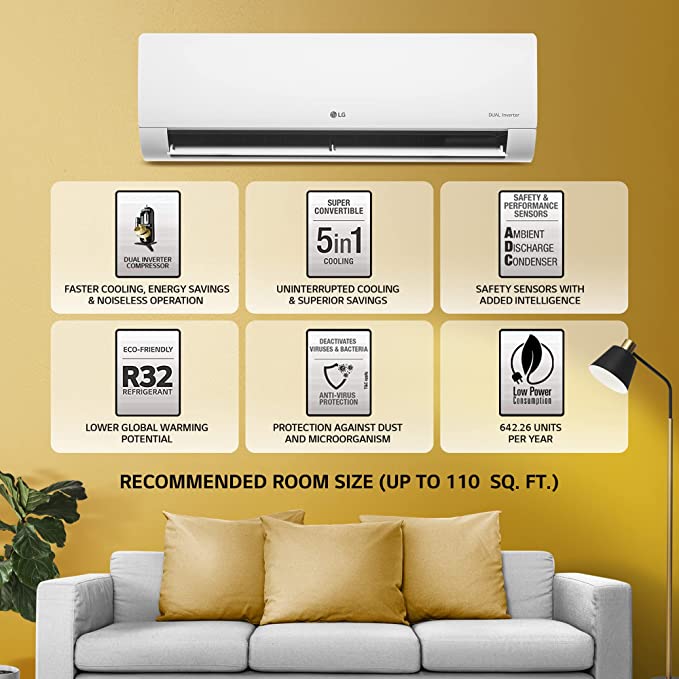 LG
DUAL Inverter
DUAL INVERTER
COMPRESSOR
FASTER COOLING, ENERGY SAVINGS
& NOISELESS OPERATION
SUPER
CONVERTIBLE
5in1
COOLING
UNINTERRUPTED COOLING
& SUPERIOR SAVINGS
SAFETY &
PERFORMANCE
SENSORS
AMBIENT
DISCHARGE
CONDENSER
SAFETY SENSORS WITH
ADDED INTELLIGENCE
ECO-FRIENDLY
R32
REFRIGERANT
LOWER GLOBAL WARMING
POTENTIAL
DEACTIVATES
VIRUSES & BACTERIA
ANTI-VIRUS
PROTECTION
T&C apply
PROTECTION AGAINST DUST
AND MICROORGANISM
Low Power
Consumption
642.26 UNITS
PER YEAR
RECOMMENDED ROOM SIZE (UP TO 110 SQ. FT.)